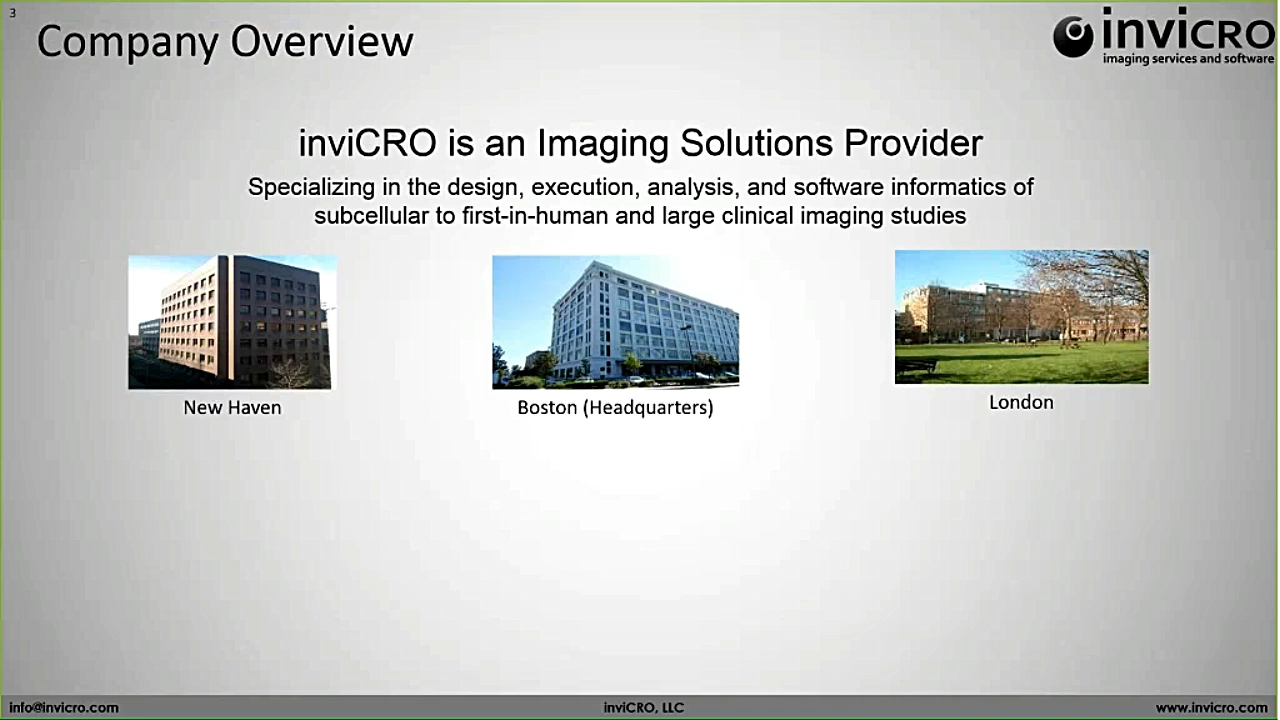 3
Company Overview
invicro
imaging services and software
inviCRO is an Imaging Solutions Provider
Specializing in the design, execution, analysis, and software informatics of
subcellular to first-in-human and large clinical imaging studies
New Haven
Boston (Headquarters)
London
info@invicro.com
inviCRO, LLC
www.invicro.com